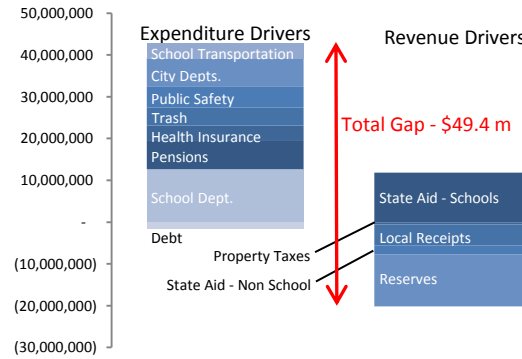 40,000,000
50,000,000
30,000,000
20,000,000
10,000,000
-
(10,000,000)
(20,000,000)
(30,000,000)
Expenditure Drivers
School Transportation
City Depts.
Public Safety
Trash
Health Insurance
Pensions
School Dept.
Debt
Revenue Drivers
Total Gap - $49.4 m
State Aid - Schools
Property Taxes
Local Receipts
State Aid - Non School
Reserves